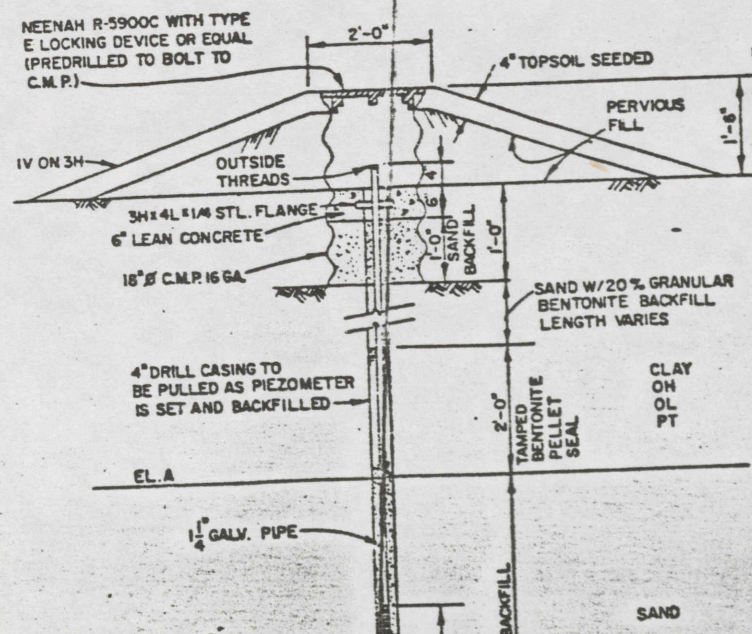 NEENAH R-5900C WITH TYPE
E LOCKING DEVICE OR EQUAL
(PREDRILLED TO BOLT TO
C.M.P.)
2'-0"
4" TOPSOIL SEEDED
PERVIOUS
FILL
1'-6"
1V ON 3H
OUTSIDE
THREADS
4"
6"
3H x 4L x 1/4 STL. FLANGE
6" LEAN CONCRETE
18" Ø C.M.P. 16 GA.
1'-0"
SAND
BACKFILL
1'-0"
SAND W/20% GRANULAR
BENTONITE BACKFILL
LENGTH VARIES
4" DRILL CASING TO
BE PULLED AS PIEZOMETER
IS SET AND BACKFILLED
2'-0"
TAMPED
BENTONITE
PELLET
SEAL
CLAY
OH
OL
PT
EL. A
1 1/4" GALV. PIPE
BACKFILL
SAND